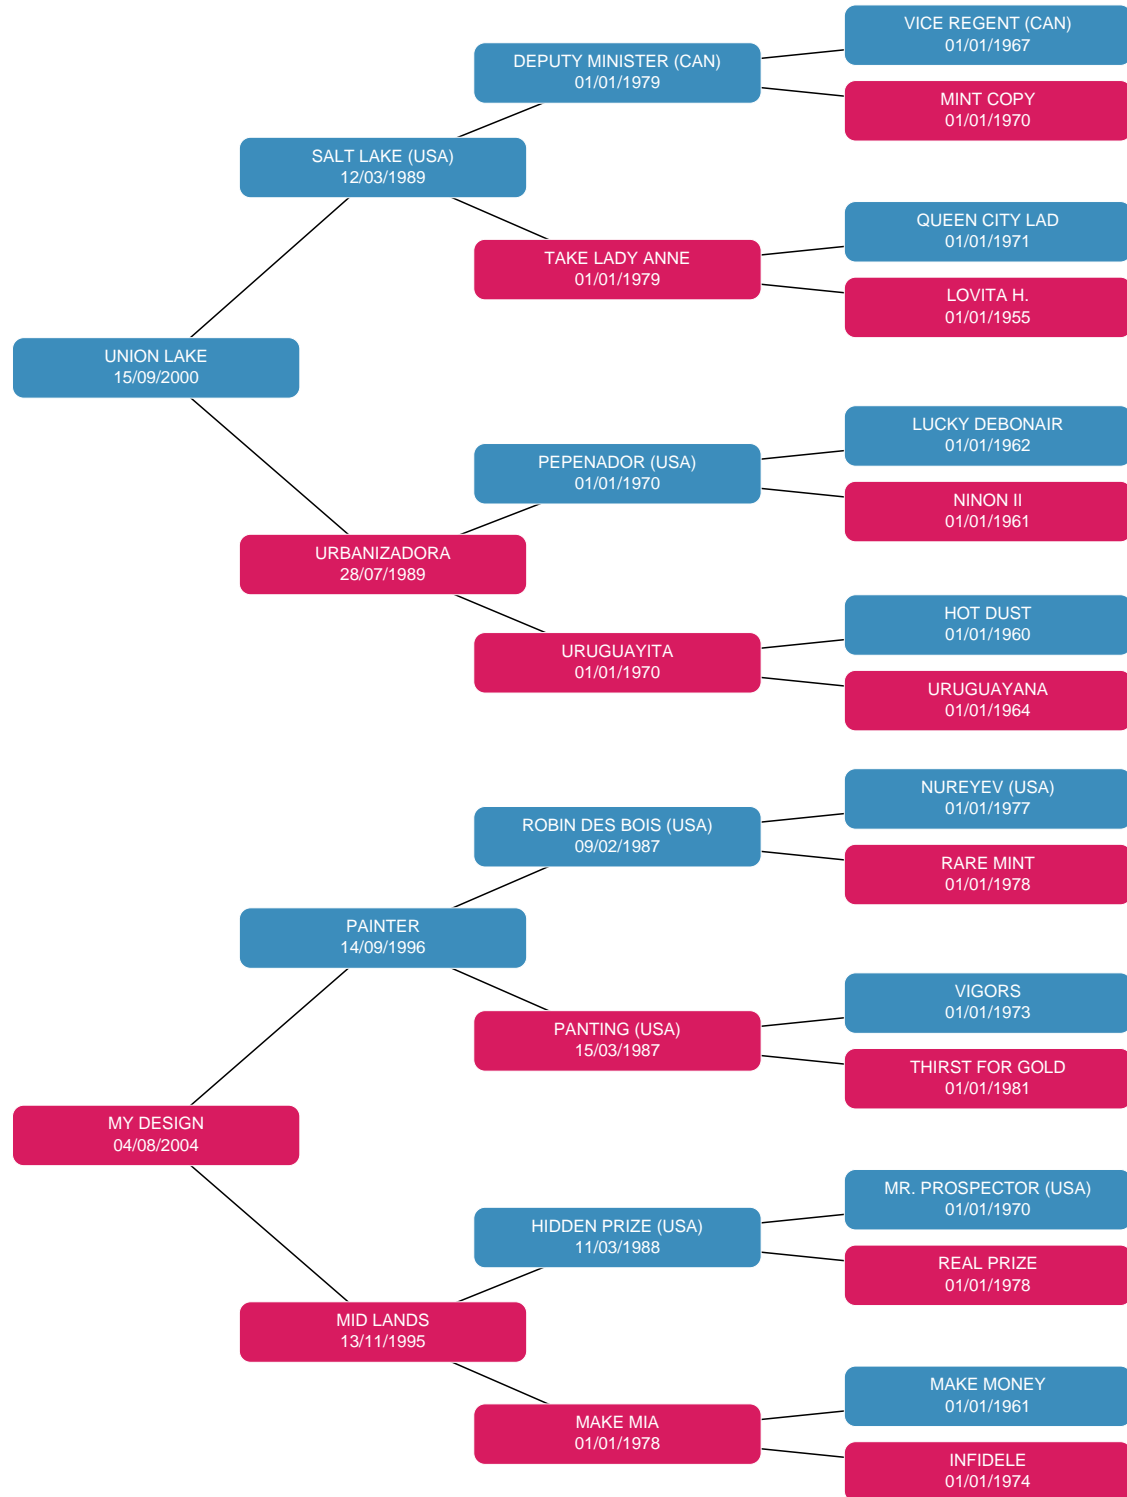 VICE REGENT (CAN)
01/01/1967
DEPUTY MINISTER (CAN)
01/01/1979
MINT COPY
01/01/1970
SALT LAKE (USA)
12/03/1989
QUEEN CITY LAD
01/01/1971
TAKE LADY ANNE
01/01/1979
LOVITA H.
01/01/1955
UNION LAKE
15/09/2000
LUCKY DEBONAIR
01/01/1962
PEPENADOR (USA)
01/01/1970
NINON II
01/01/1961
URBANIZADORA
28/07/1989
HOT DUST
01/01/1960
URUGUAYITA
01/01/1970
URUGUAYANA
01/01/1964
NUREYEV (USA)
01/01/1977
ROBIN DES BOIS (USA)
09/02/1987
RARE MINT
01/01/1978
PAINTER
14/09/1996
VIGORS
01/01/1973
PANTING (USA)
15/03/1987
THIRST FOR GOLD
01/01/1981
MY DESIGN
04/08/2004
MR. PROSPECTOR (USA)
01/01/1970
HIDDEN PRIZE (USA)
11/03/1988
REAL PRIZE
01/01/1978
MID LANDS
13/11/1995
MAKE MONEY
01/01/1961
MAKE MIA
01/01/1978
INFIDELE
01/01/1974